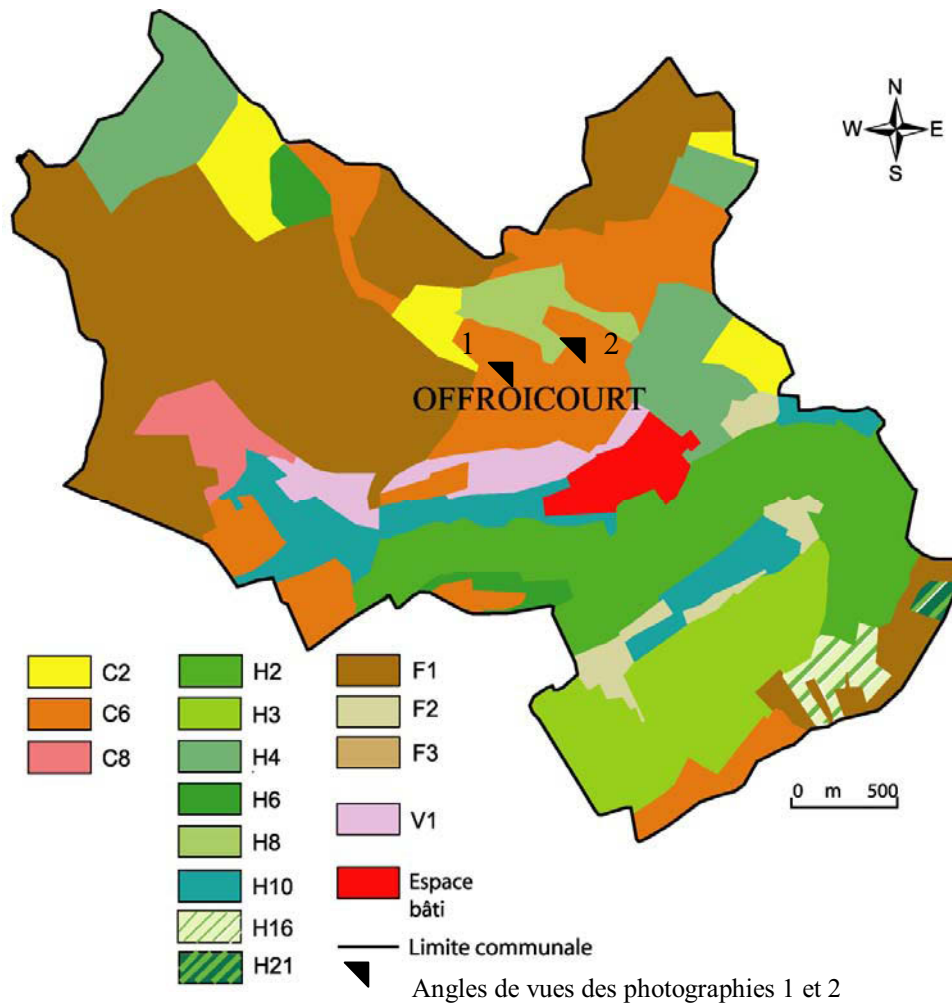 N
W E
S
1 2
OFFROICOURT
C2
C6
C8
H2
H3
H4
H6
H8
H10
H16
H21
F1
F2
F3
V1
Espace
bâti
Limite communale
Angles de vues des photographies 1 et 2
0 m 500